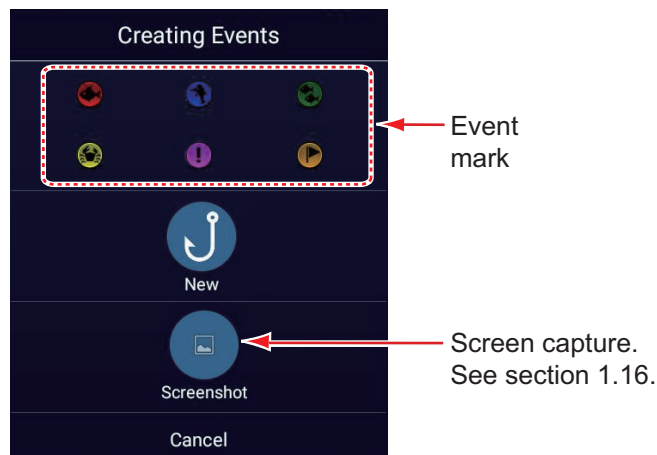 Creating Events
Event
mark
New
Screen capture.
See section 1.16.
Screenshot
Cancel